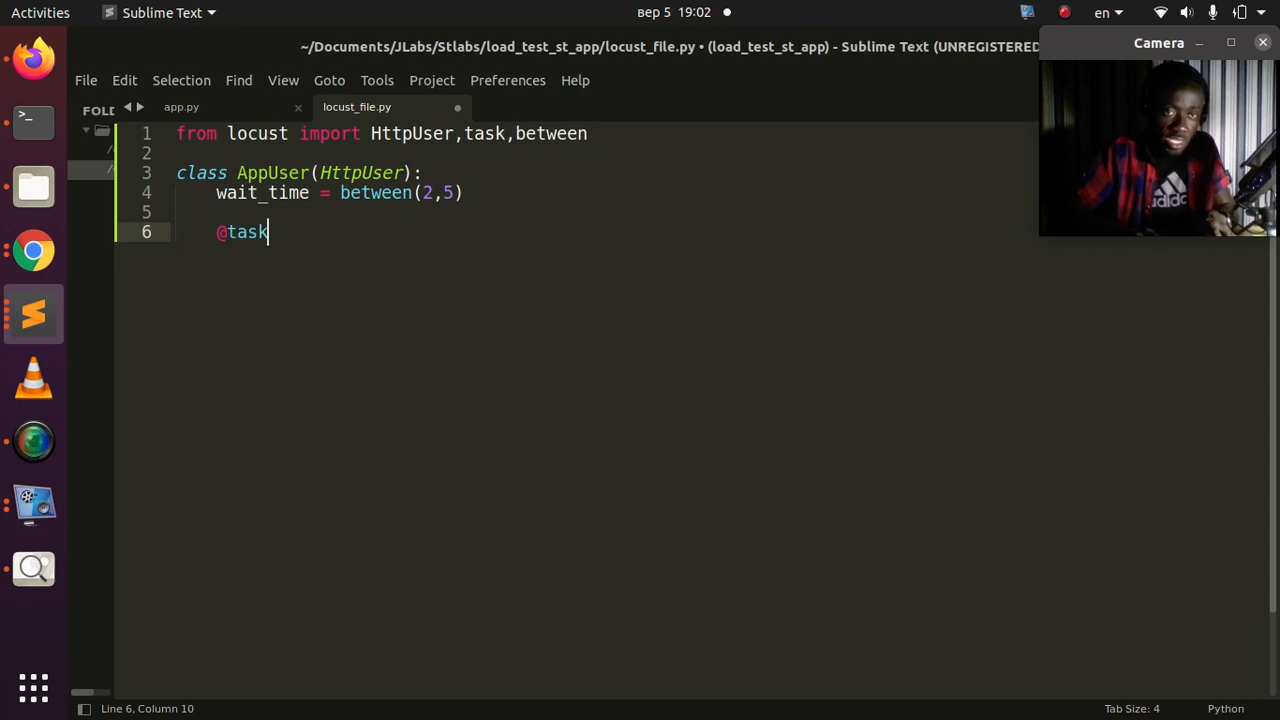 Activities
Sublime Text
вер 5 19:02
en
~/Documents/JLabs/Stlabs/load_test_st_app/locust_file.py • (load_test_st_app) - Sublime Text (UNREGISTERED
Camera
File Edit Selection Find View Goto Tools Project Preferences Help
FOLD
app.py
locust_file.py
1 from locust import HttpUser,task,between
2
3 class AppUser(HttpUser):
4 wait_time = between(2,5)
5
6 @task
adidas
Line 6, Column 10
Tab Size: 4
Python